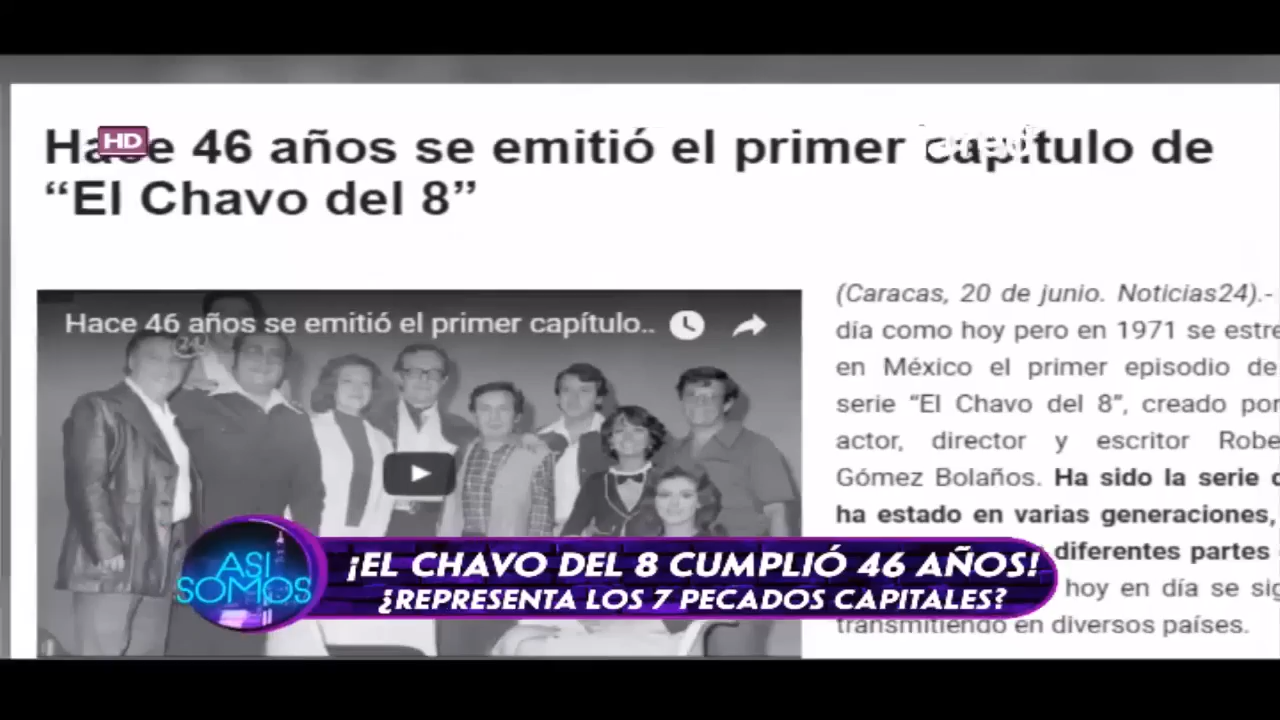 HD
Hace 46 años se emitió el primer capítulo de
“El Chavo del 8”
Hace 46 años se emitió el primer capítulo..
24
(Caracas, 20 de junio. Noticias24).-
día como hoy pero en 1971 se estre
en México el primer episodio de
serie “El Chavo del 8”, creado por
actor, director y escritor Robe
Gómez Bolaños. Ha sido la serie
ha estado en varias generaciones,
diferentes partes
hoy en día se sig
transmitiendo en diversos países.
ASI
SOMOS
¡EL CHAVO DEL 8 CUMPLIÓ 46 AÑOS!
¿REPRESENTA LOS 7 PECADOS CAPITALES?